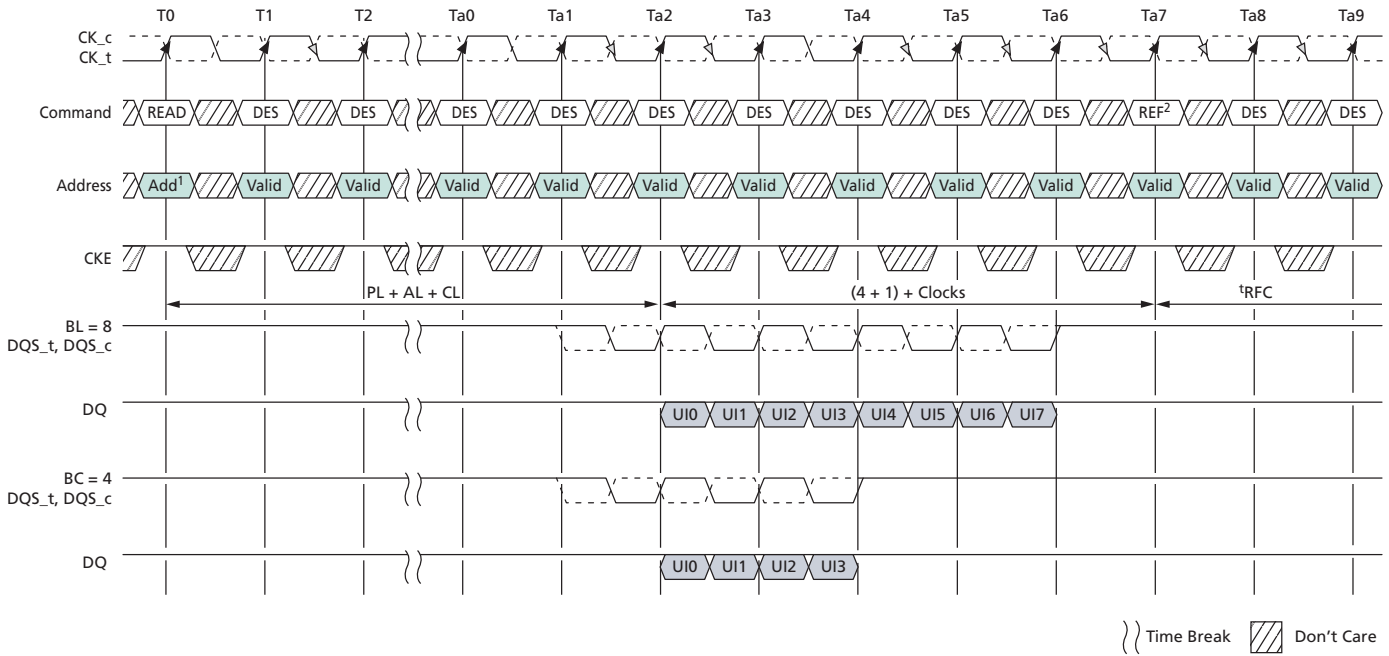 T0 T1 T2 Ta0 Ta1 Ta2 Ta3 Ta4 Ta5 Ta6 Ta7 Ta8 Ta9
CK_c
CK_t
Command READ DES DES DES DES DES DES DES DES DES REF2 DES DES
Address Add1 Valid Valid Valid Valid Valid Valid Valid Valid Valid Valid Valid Valid
CKE
PL + AL + CL (4 + 1) + Clocks tRFC
BL = 8
DQS_t, DQS_c
DQ UI0 UI1 UI2 UI3 UI4 UI5 UI6 UI7
BC = 4
DQS_t, DQS_c
DQ UI0 UI1 UI2 UI3
Time Break Don't Care